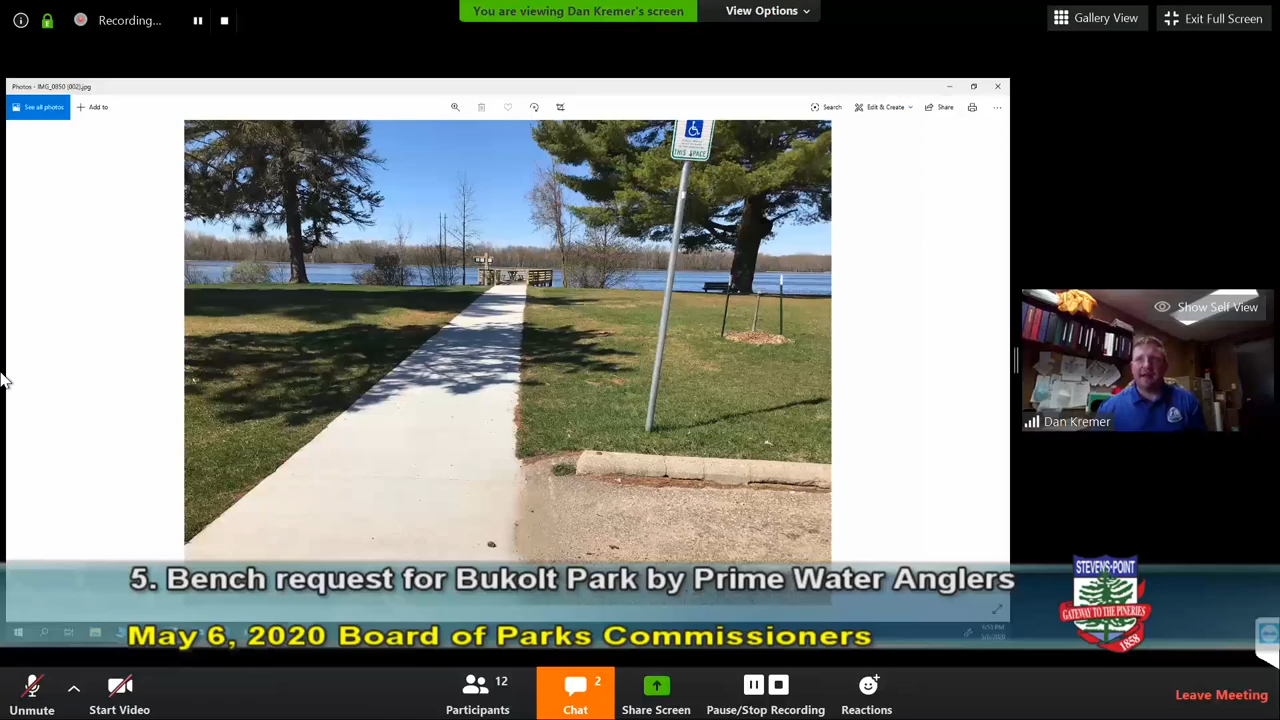 Recording...
You are viewing Dan Kremer's screen
View Options
Gallery View
Exit Full Screen
Photos - IMG_0850 (002).jpg
See all photos
Add to
Search
Edit & Create
Share
THIS SPACE
Show Self View
Dan Kremer
5. Bench request for Bukolt Park by Prime Water Anglers
May 6, 2020 Board of Parks Commissioners
STEVENS-POINT
GATEWAY TO THE PINERIES
1858
Unmute
Start Video
12
Participants
2
Chat
Share Screen
Pause/Stop Recording
Reactions
Leave Meeting